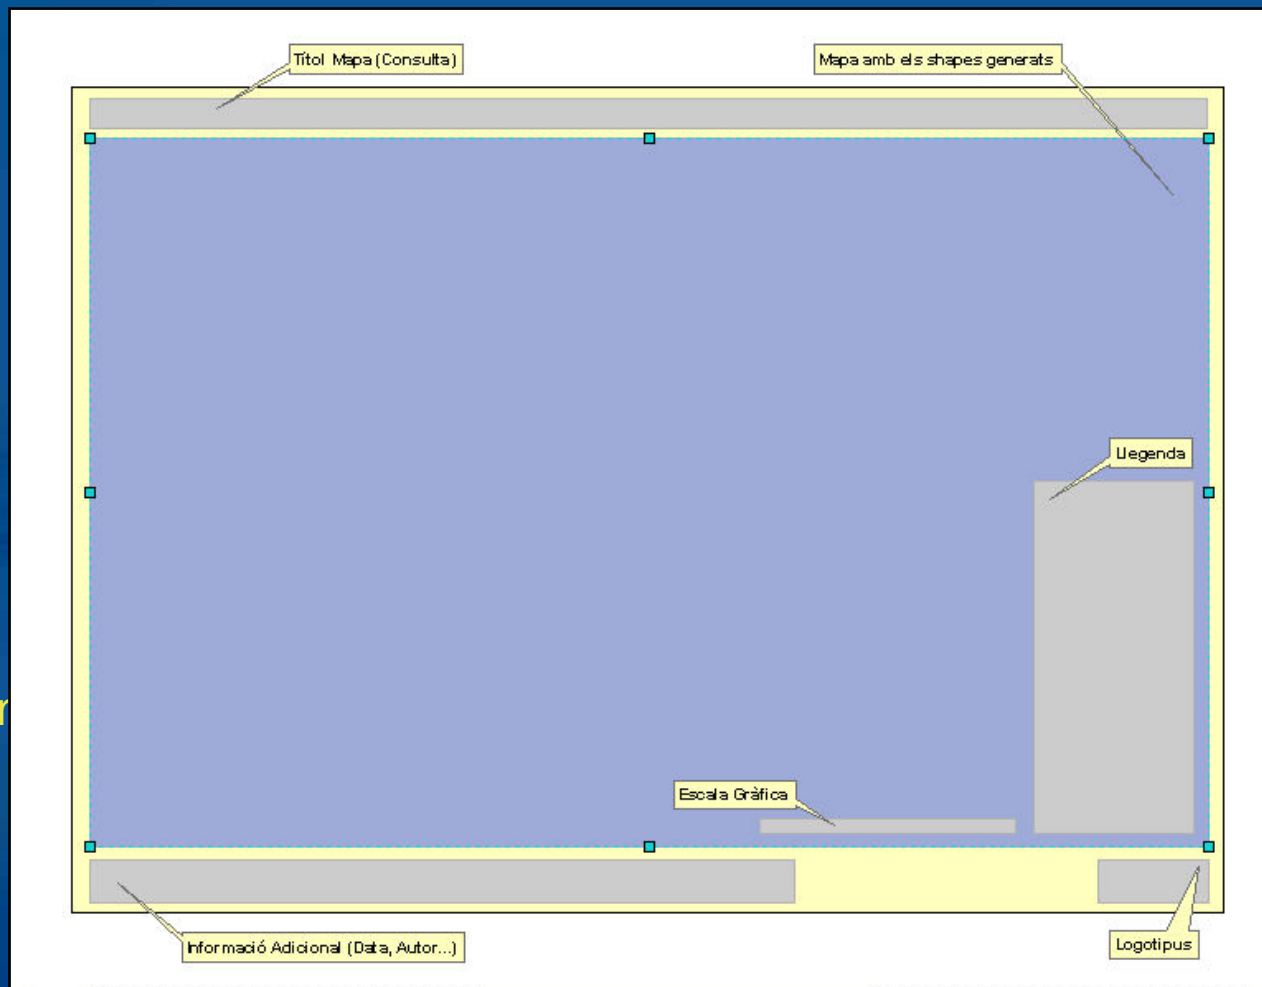 Títol Mapa (Consulta)
Mapa amb els shapes generats
Llegenda
Escala Gràfica
Informació Adicional (Data, Autor...)
Logotipus